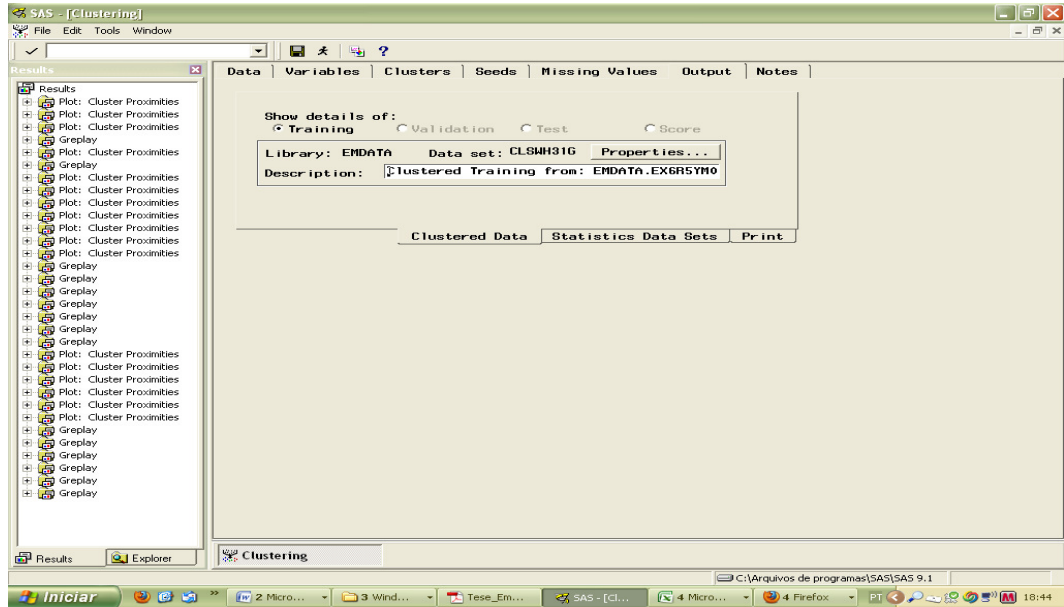 SAS - [Clustering]
File Edit Tools Window
Results
Results
Plot: Cluster Proximities
Plot: Cluster Proximities
Plot: Cluster Proximities
Greplay
Plot: Cluster Proximities
Greplay
Plot: Cluster Proximities
Plot: Cluster Proximities
Plot: Cluster Proximities
Plot: Cluster Proximities
Plot: Cluster Proximities
Plot: Cluster Proximities
Plot: Cluster Proximities
Greplay
Greplay
Greplay
Greplay
Greplay
Greplay
Greplay
Plot: Cluster Proximities
Plot: Cluster Proximities
Plot: Cluster Proximities
Plot: Cluster Proximities
Plot: Cluster Proximities
Plot: Cluster Proximities
Greplay
Greplay
Greplay
Greplay
Greplay
Greplay
Results Explorer
Data Variables Clusters Seeds Missing Values Output Notes
Show details of:
Training Validation Test Score
Library: EMDATA Data set: CLSWH31G Properties...
Description: Clustered Training from: EMDATA.EX6R5YMO
Clustered Data Statistics Data Sets Print
Clustering
C:\Arquivos de programas\SAS\SAS 9.1
Iniciar » 2 Micro... 3 Wind... Tese_Em... SAS - [Cl... 4 Micro... 4 Firefox PT 18:44